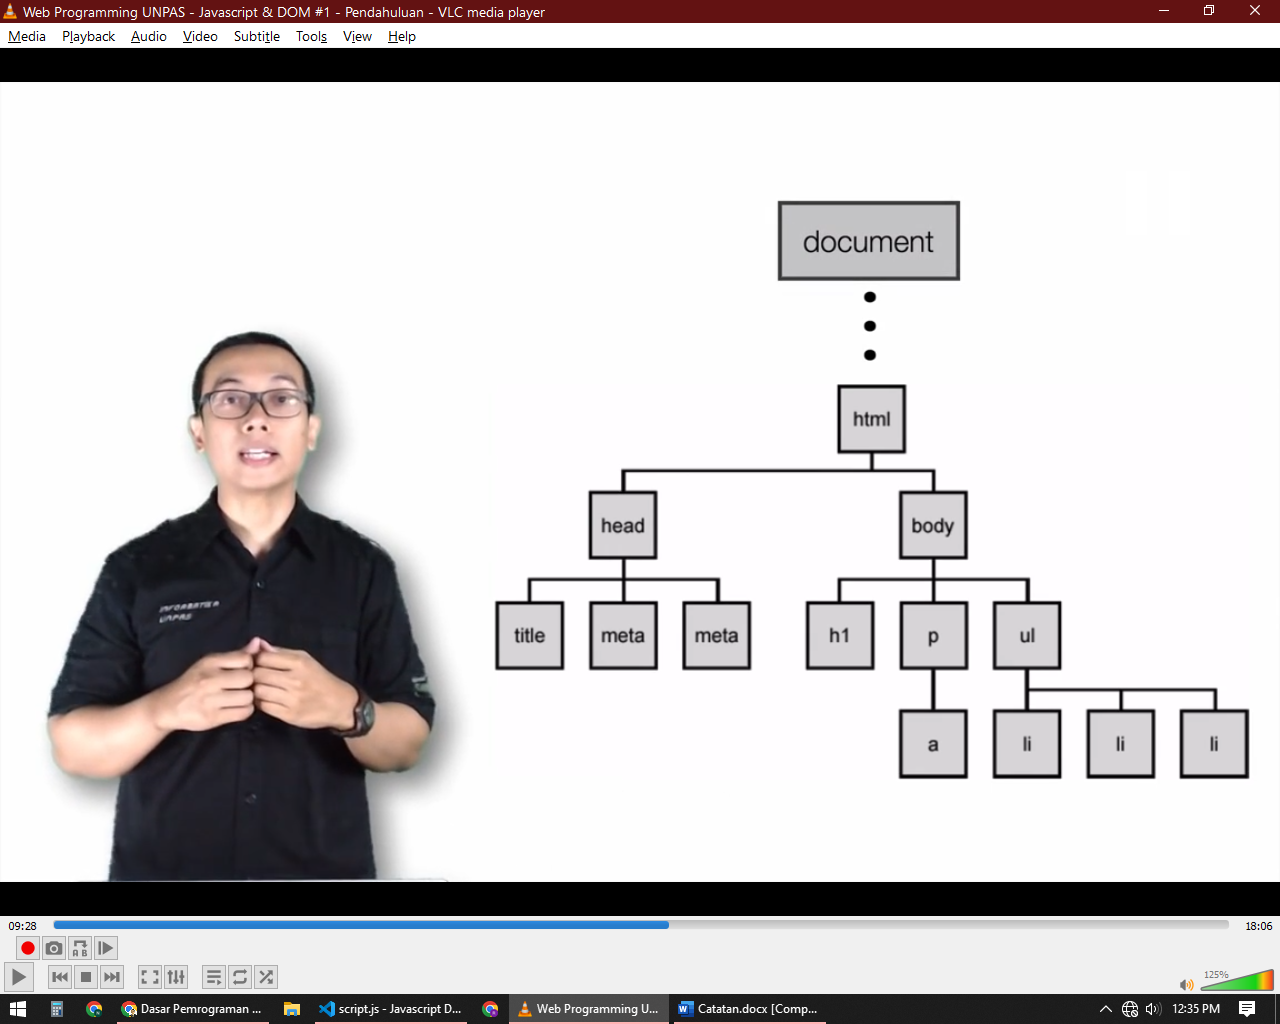 Web Programming UNPAS - Javascript & DOM #1 - Pendahuluan - VLC media player
Media Playback Audio Video Subtitle Tools View Help
document
html
head body
title meta meta h1 p ul
a li li li
INFORMATIKA
UNPAS
09:28 18:06
A B
125%
Dasar Pemrograman ... script.js - Javascript D... Web Programming U... Catatan.docx [Comp... 12:35 PM